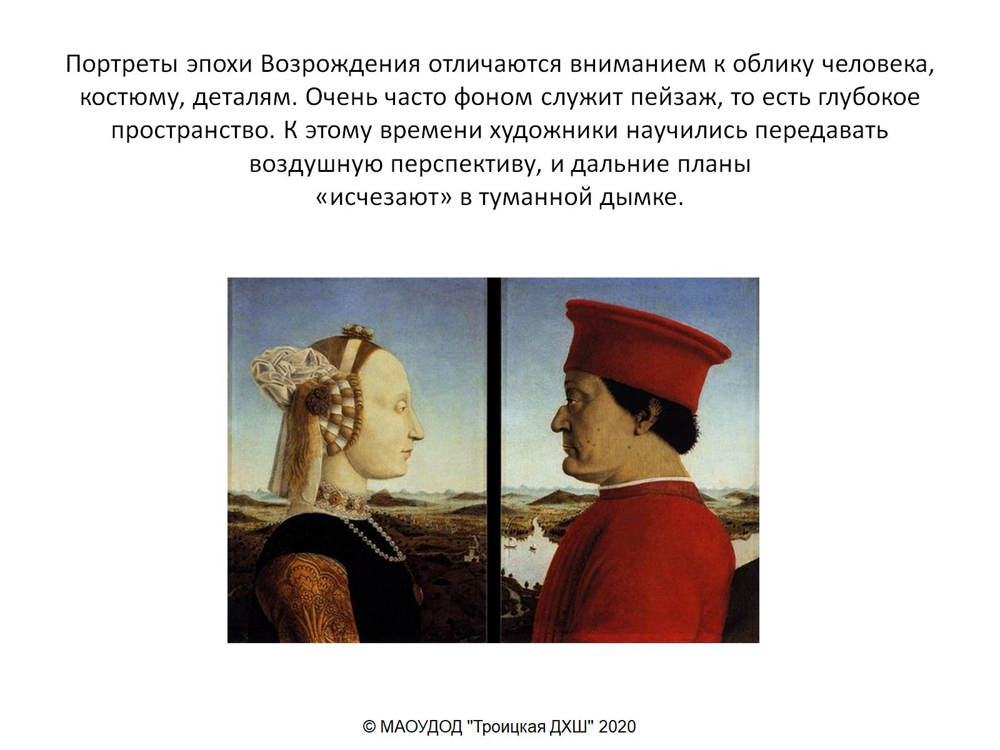 Портреты эпохи Возрождения отличаются вниманием к облику человека,
костюму, деталям. Очень часто фоном служит пейзаж, то есть глубокое
пространство. К этому времени художники научились передавать
воздушную перспективу, и дальние планы
«исчезают» в туманной дымке.
© МАОУДОД "Троицкая ДХШ" 2020